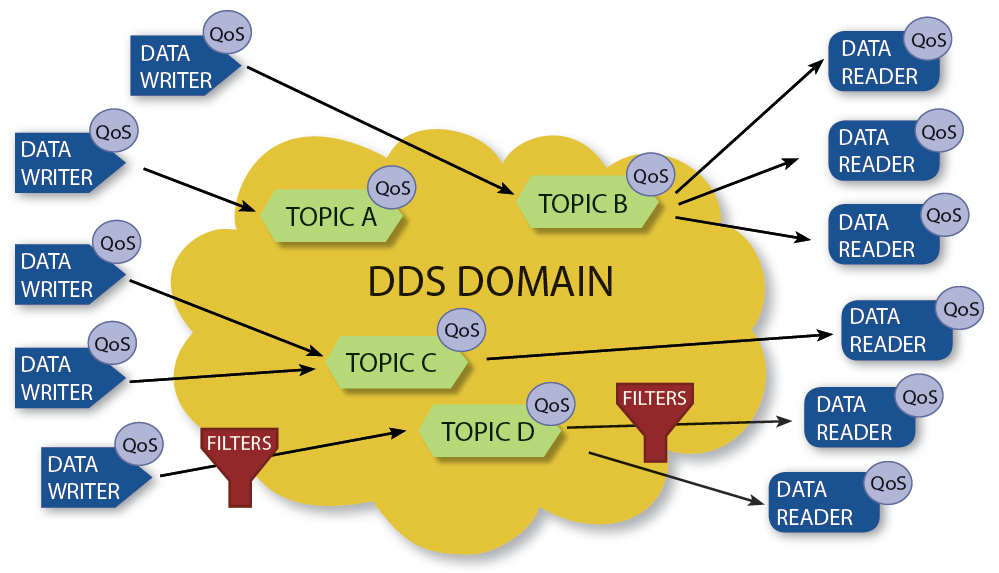 QoS
DATA
WRITER
QoS
DATA
READER
QoS
DATA
WRITER
QoS
DATA
READER
QoS
TOPIC A
QoS
TOPIC B
QoS
DATA
READER
QoS
DATA
WRITER
DDS DOMAIN
QoS
DATA
WRITER
QoS
TOPIC C
QoS
DATA
READER
QoS
TOPIC D
FILTERS
QoS
DATA
READER
QoS
DATA
WRITER
FILTERS
QoS
DATA
READER